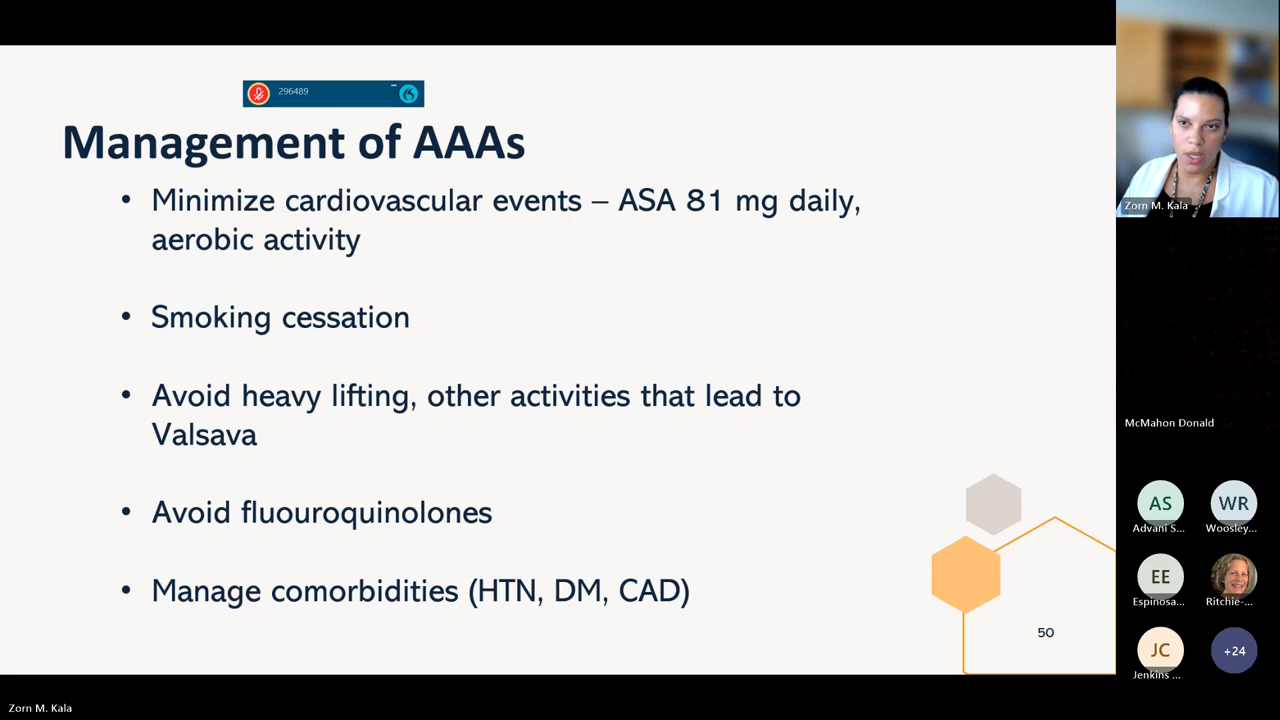 296489
Management of AAAs
• Minimize cardiovascular events – ASA 81 mg daily,
aerobic activity
• Smoking cessation
• Avoid heavy lifting, other activities that lead to
Valsava
• Avoid fluouroquinolones
• Manage comorbidities (HTN, DM, CAD)
50
Zorn M. Kala
McMahon Donald
AS
Advani S...
WR
Woosley...
EE
Espinosa...
Ritchie-...
JC
Jenkins ...
+24
Zorn M. Kala